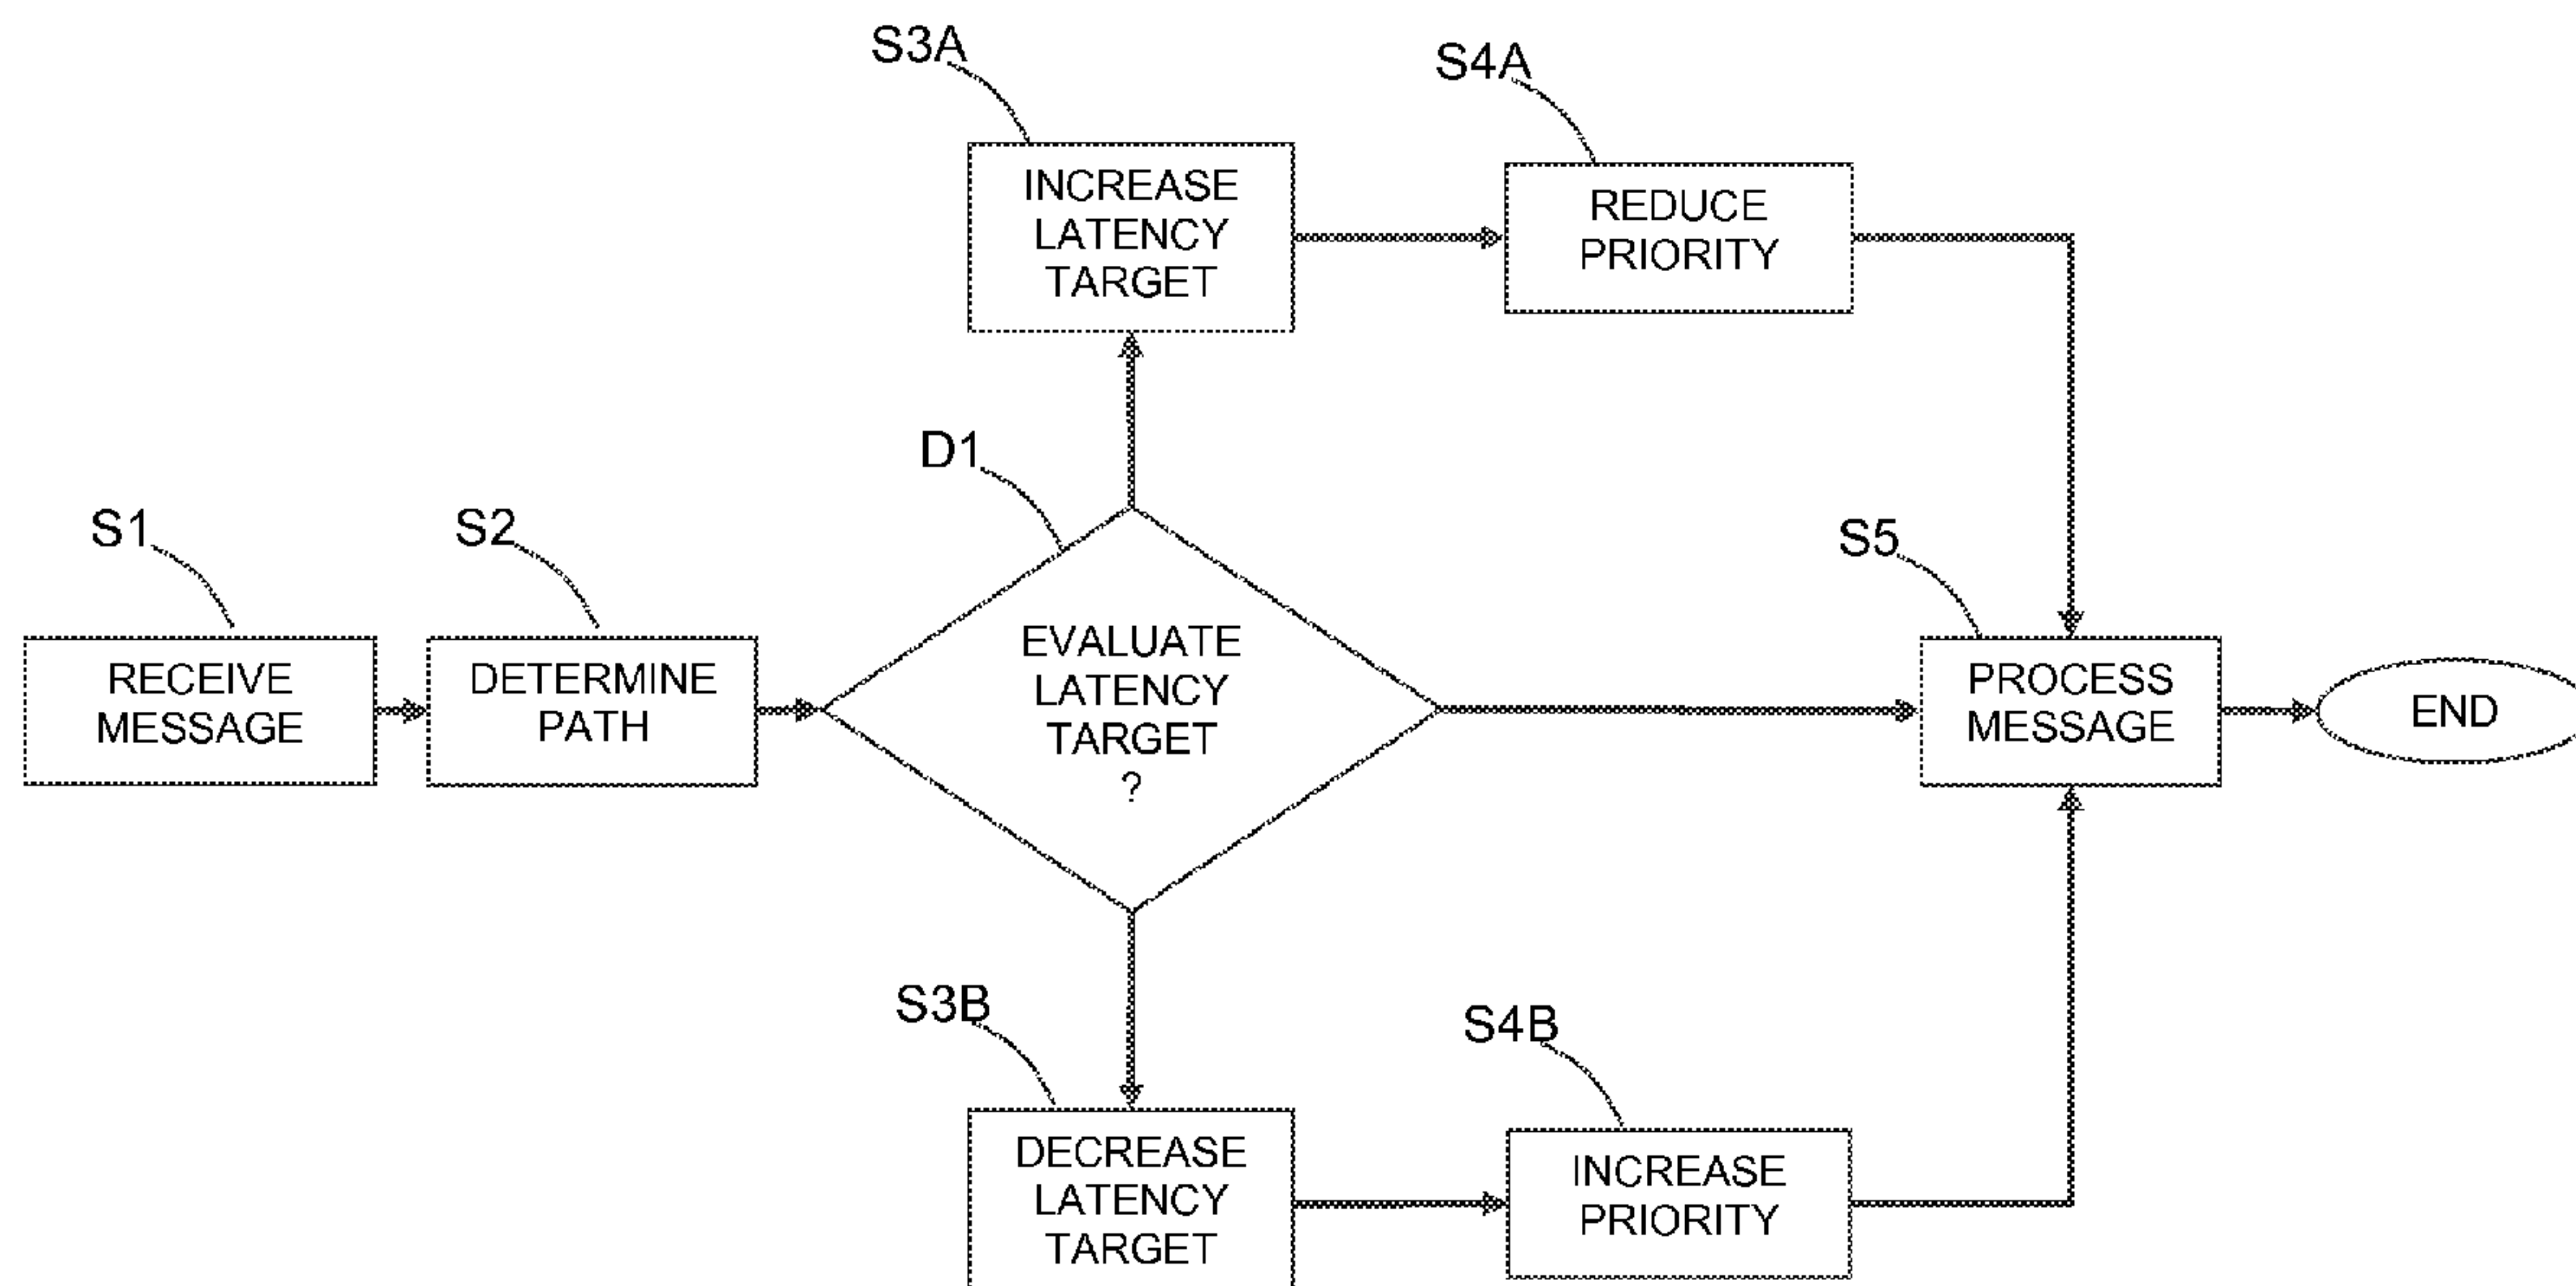 S3A
INCREASE
LATENCY
TARGET
S4A
REDUCE
PRIORITY
D1
S1
RECEIVE
MESSAGE
S2
DETERMINE
PATH
EVALUATE
LATENCY
TARGET
?
S5
PROCESS
MESSAGE
END
S3B
DECREASE
LATENCY
TARGET
S4B
INCREASE
PRIORITY